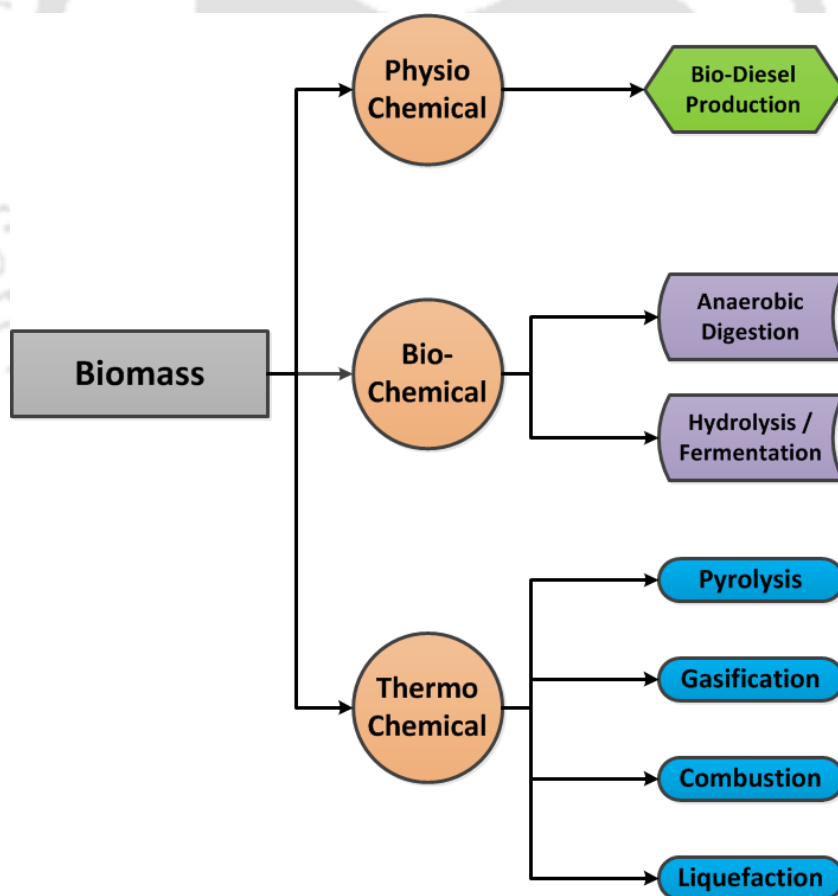 Physio
Chemical
Bio-Diesel
Production
Biomass
Bio-
Chemical
Anaerobic
Digestion
Hydrolysis /
Fermentation
Thermo
Chemical
Pyrolysis
Gasification
Combustion
Liquefaction